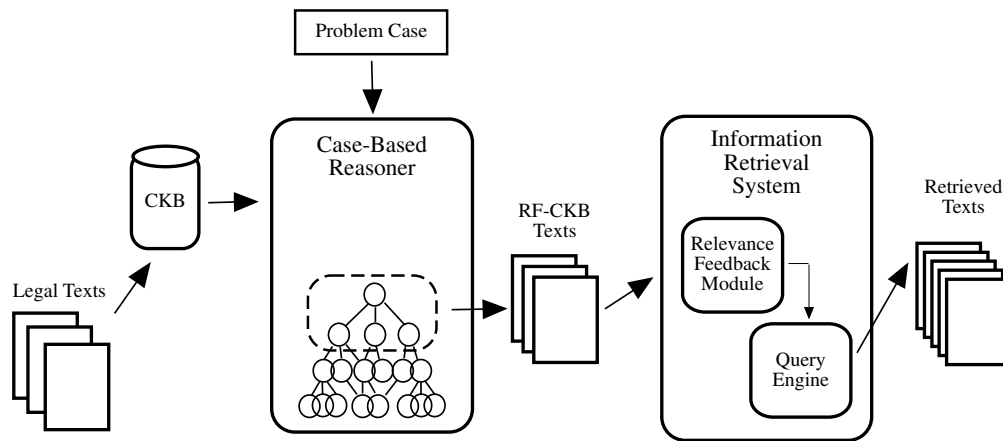 Problem Case
Case-Based
Reasoner
CKB
Legal Texts
RF-CKB
Texts
Information
Retrieval
System
Relevance
Feedback
Module
Query
Engine
Retrieved
Texts